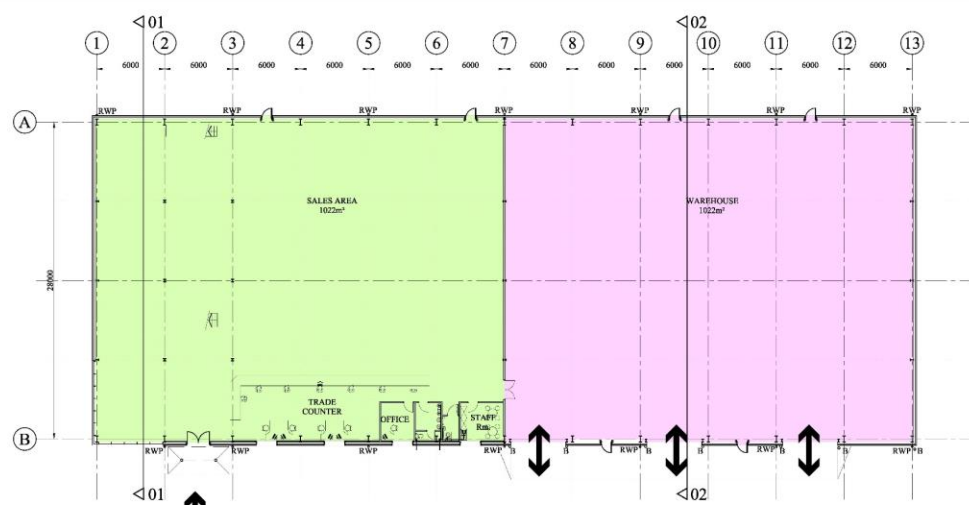 01
02
1
2
3
4
5
6
7
8
9
10
11
12
13
6000
6000
6000
6000
6000
6000
6000
6000
6000
6000
6000
6000
RWP
RWP
RWP
RWP
RWP
RWP
RWP
A
SALES AREA
1022m²
WAREHOUSE
1022m²
28000
TRADE
COUNTER
OFFICE
STAFF
Rm.
B
RWP
RWP
RWP
RWP
B
RWP
B
B
RWP
B
B
RWP
B
01
02